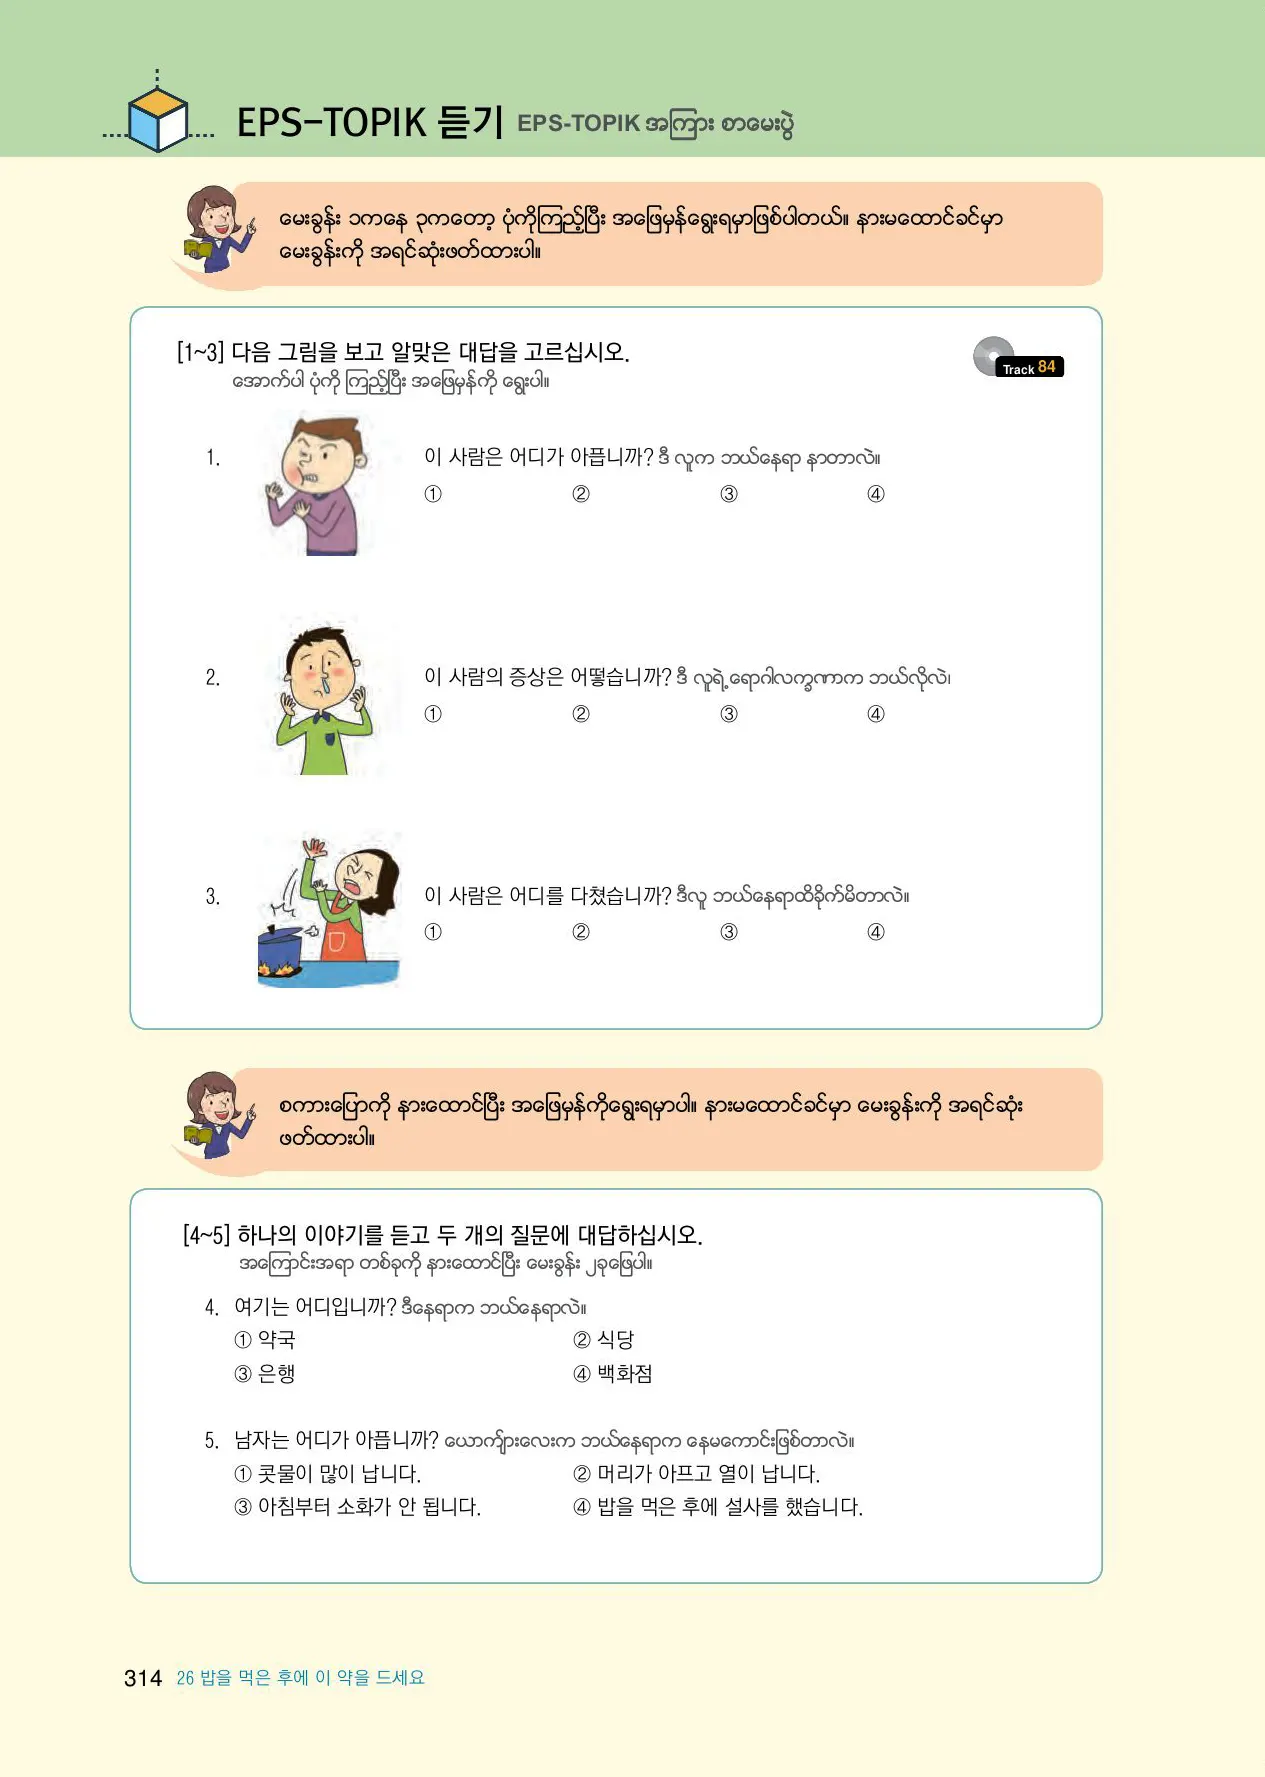 EPS-TOPIK 듣기 EPS-TOPIK အကြား စာမေးပွဲ
မေးခွန်း ၁ကနေ ၃ကတော့ ပုံကိုကြည့်ပြီး အဖြေမှန်ရွေးရမှာဖြစ်ပါတယ်။ နားမထောင်ခင်မှာ
မေးခွန်းကို အရင်ဆုံးဖတ်ထားပါ။
[1~3] 다음 그림을 보고 알맞은 대답을 고르십시오.
အောက်ပါ ပုံကို ကြည့်ပြီး အဖြေမှန်ကို ရွေးပါ။
Track 84
1. 이 사람은 어디가 아픕니까? ဒီ လူက ဘယ်နေရာ နာတာလဲ။
① ② ③ ④
2. 이 사람의 증상은 어떻습니까? ဒီ လူရဲ့ ရောဂါလက္ခဏာက ဘယ်လိုလဲ၊
① ② ③ ④
3. 이 사람은 어디를 다쳤습니까? ဒီလူ ဘယ်နေရာထိခိုက်မိတာလဲ။
① ② ③ ④
စကားပြောကို နားထောင်ပြီး အဖြေမှန်ကိုရွေးရမှာပါ။ နားမထောင်ခင်မှာ မေးခွန်းကို အရင်ဆုံး
ဖတ်ထားပါ။
[4~5] 하나의 이야기를 듣고 두 개의 질문에 대답하십시오.
အကြောင်းအရာ တစ်ခုကို နားထောင်ပြီး မေးခွန်း ၂ခုဖြေပါ။
4. 여기는 어디입니까? ဒီနေရာက ဘယ်နေရာလဲ။
① 약국 ② 식당
③ 은행 ④ 백화점
5. 남자는 어디가 아픕니까? ယောက်ျားလေးက ဘယ်နေရာက နေမကောင်းဖြစ်တာလဲ။
① 콧물이 많이 납니다. ② 머리가 아프고 열이 납니다.
③ 아침부터 소화가 안 됩니다. ④ 밥을 먹은 후에 설사를 했습니다.
314 26 밥을 먹은 후에 이 약을 드세요